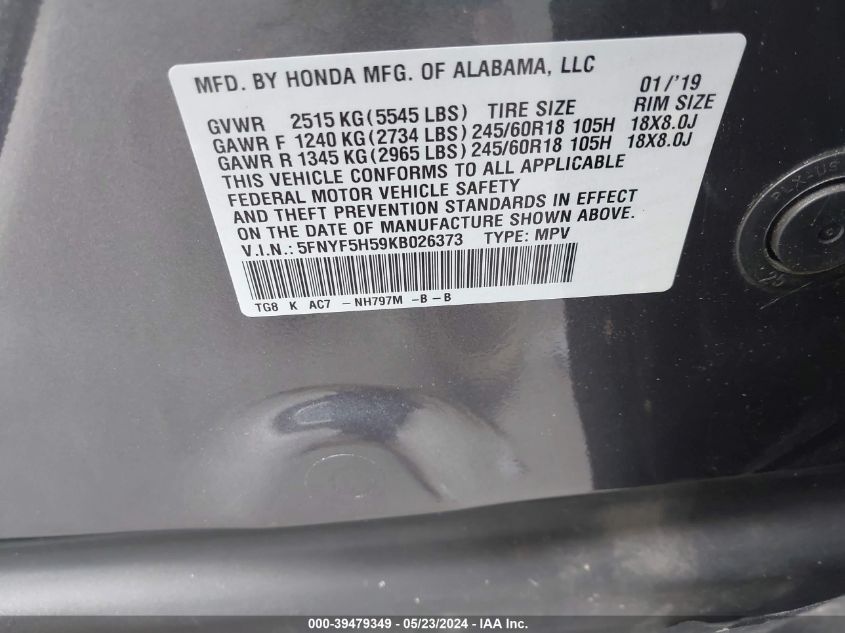 MFD. BY HONDA MFG. OF ALABAMA, LLC 01/'19
GVWR 2515 KG (5545 LBS) TIRE SIZE RIM SIZE
GAWR F 1240 KG (2734 LBS) 245/60R18 105H 18X8.0J
GAWR R 1345 KG (2965 LBS) 245/60R18 105H 18X8.0J
THIS VEHICLE CONFORMS TO ALL APPLICABLE
FEDERAL MOTOR VEHICLE SAFETY
AND THEFT PREVENTION STANDARDS IN EFFECT
ON THE DATE OF MANUFACTURE SHOWN ABOVE.
V.I.N.: 5FNYF5H59KB026373 TYPE: MPV
TG8 K AC7 -NH797M -B-B
000-39479349 - 05/23/2024 - IAA Inc.